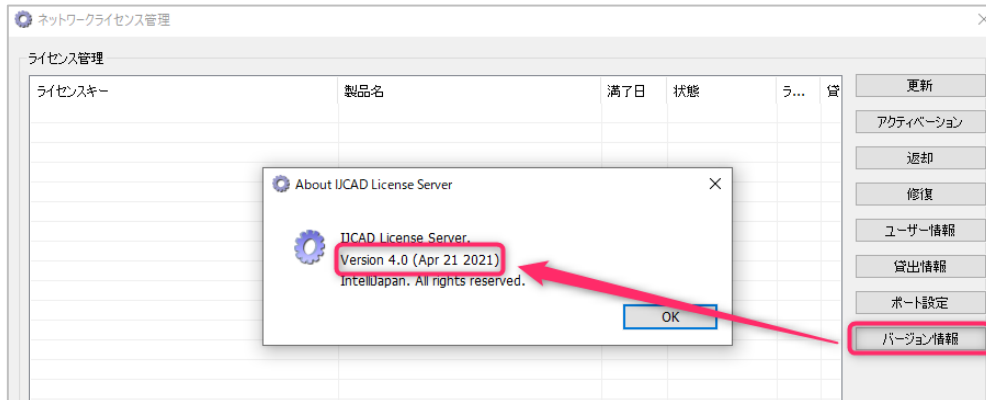 ネットワークライセンス管理
ライセンス管理
ライセンスキー 製品名 満了日 状態 ラ... 貸
更新
アクティベーション
返却
修復
ユーザー情報
貸出情報
ポート設定
バージョン情報
About IJCAD License Server
IJCAD License Server.
Version 4.0 (Apr 21 2021)
IntelliJapan. All rights reserved.
OK